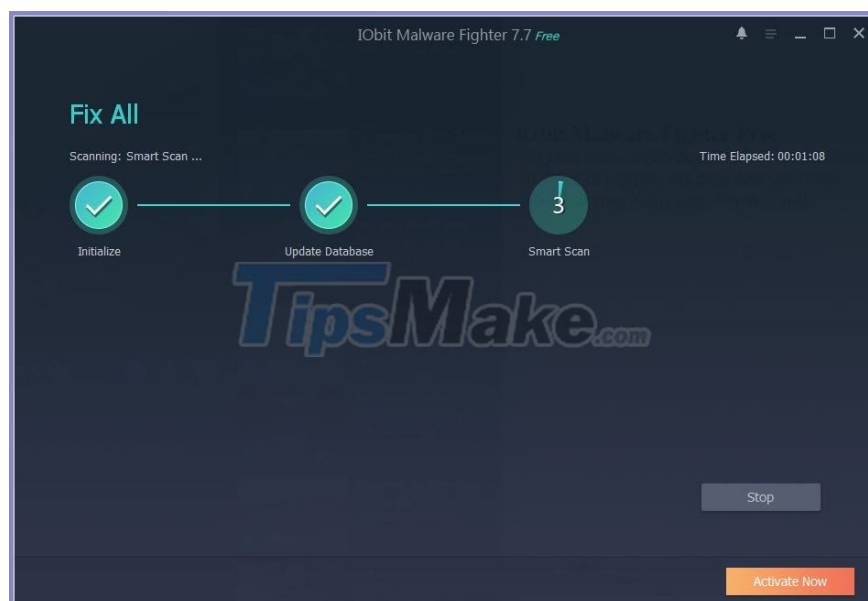 IObit Malware Fighter 7.7 Free
Fix All
Scanning: Smart Scan ...
Time Elapsed: 00:01:08
3
Initialize
Update Database
Smart Scan
TipsMake.com
Stop
Activate Now